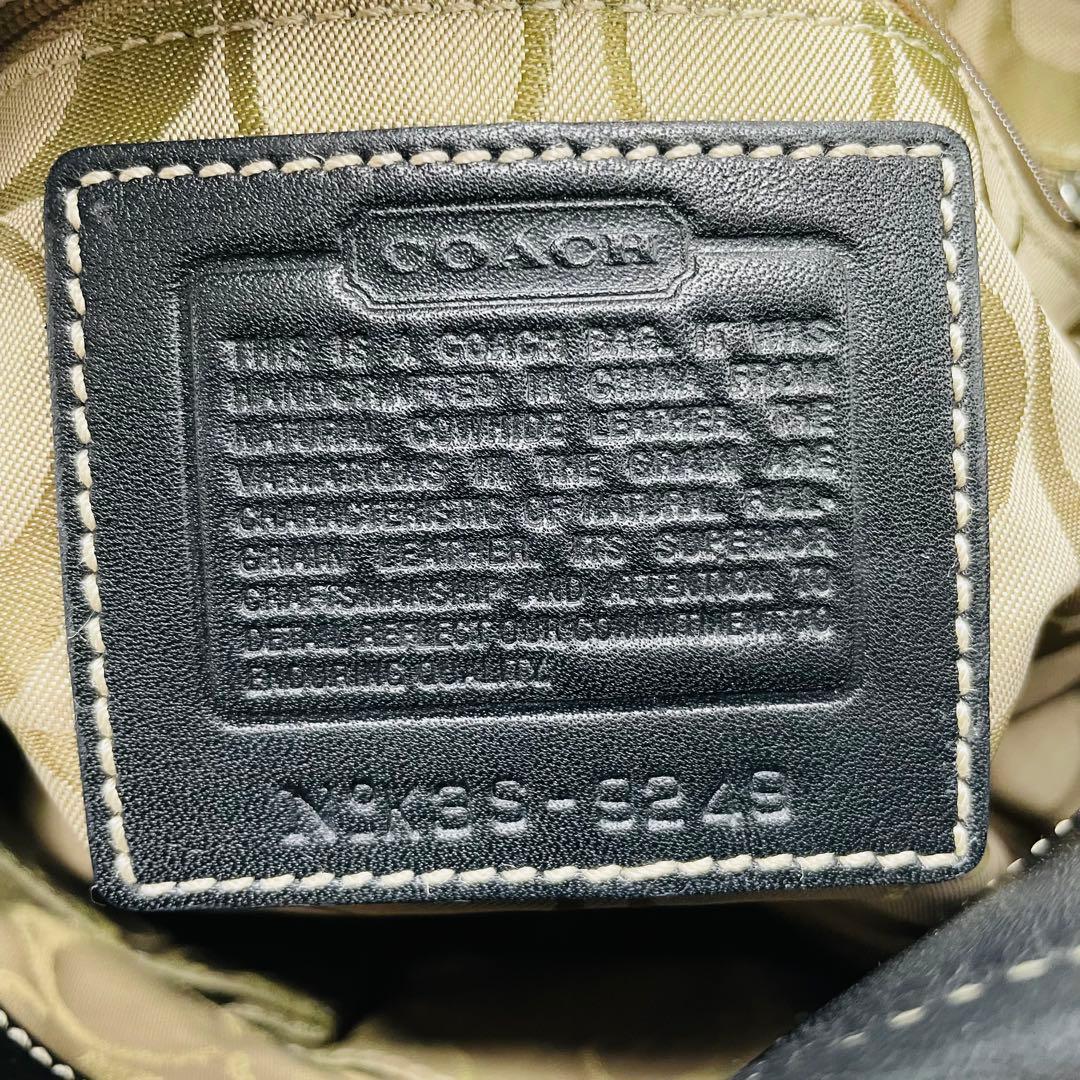 COACH
THIS IS A COACH BAG. IT WAS
HANDCRAFTED IN CHINA FROM
NATURAL COWHIDE LEATHER. THE
VARIATIONS IN THE GRAIN ARE
CHARACTERISTIC OF NATURAL FULL-
GRAIN LEATHER. ITS SUPERIOR
CRAFTSMANSHIP AND ATTENTION TO
DETAIL REFLECT OUR COMMITMENT TO
ENDURING QUALITY.